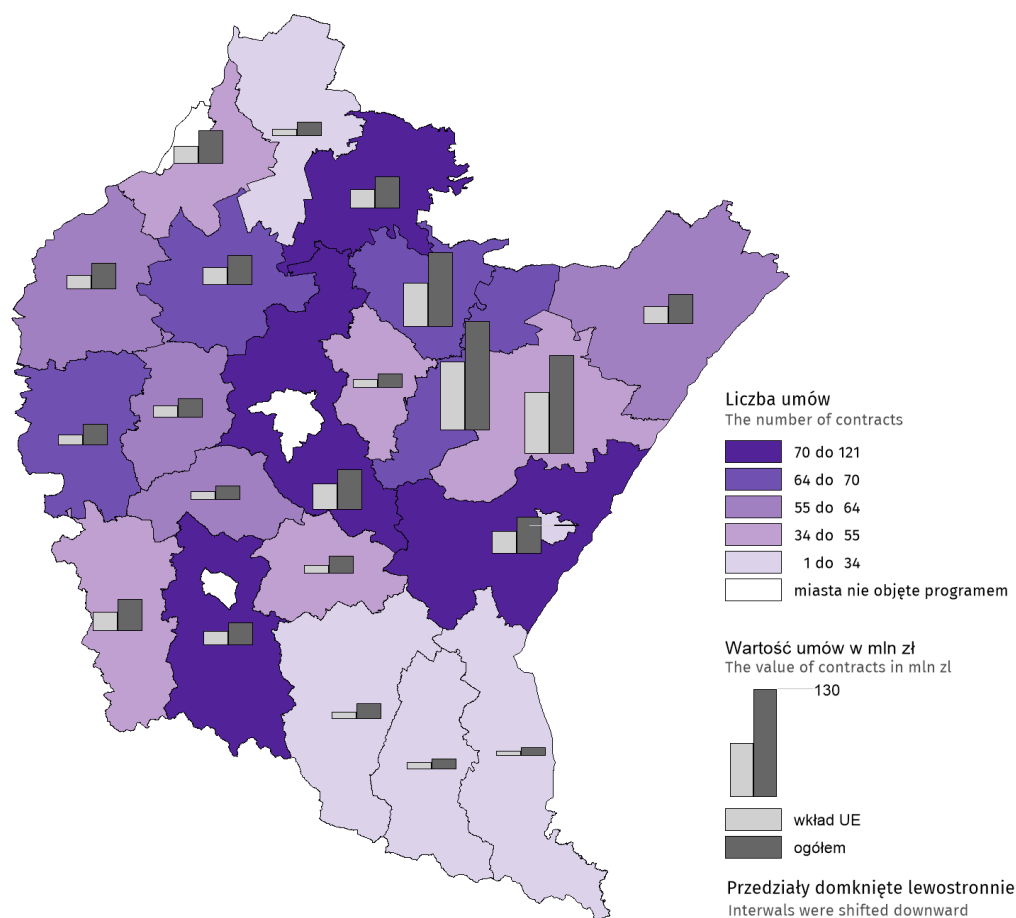 Liczba umów
The number of contracts
70 do 121
64 do 70
55 do 64
34 do 55
1 do 34
miasta nie objęte programem
Wartość umów w mln zł
The value of contracts in mln zl
130
wkład UE
ogółem
Przedziały domknięte lewostronnie
Interwals were shifted downward